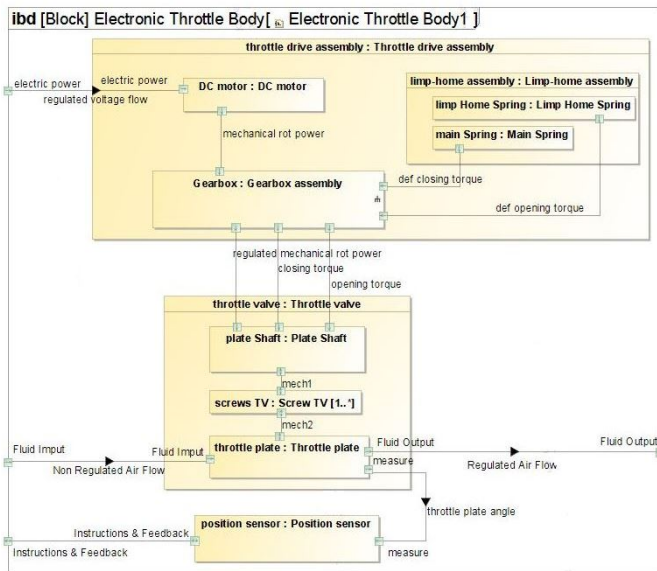 ibd [Block] Electronic Throttle Body[ Electronic Throttle Body1 ]
throttle drive assembly : Throttle drive assembly
electric power
electric power
regulated voltage flow
DC motor : DC motor
limp-home assembly : Limp-home assembly
limp Home Spring : Limp Home Spring
main Spring : Main Spring
mechanical rot power
Gearbox : Gearbox assembly
def closing torque
def opening torque
regulated mechanical rot power
closing torque
opening torque
throttle valve : Throttle valve
plate Shaft : Plate Shaft
mech1
screws TV : Screw TV [1..*]
mech2
Fluid Imput
Fluid Imput
Non Regulated Air Flow
throttle plate : Throttle plate
Fluid Output
Fluid Output
measure
Regulated Air Flow
throttle plate angle
position sensor : Position sensor
Instructions & Feedback
Instructions & Feedback
measure